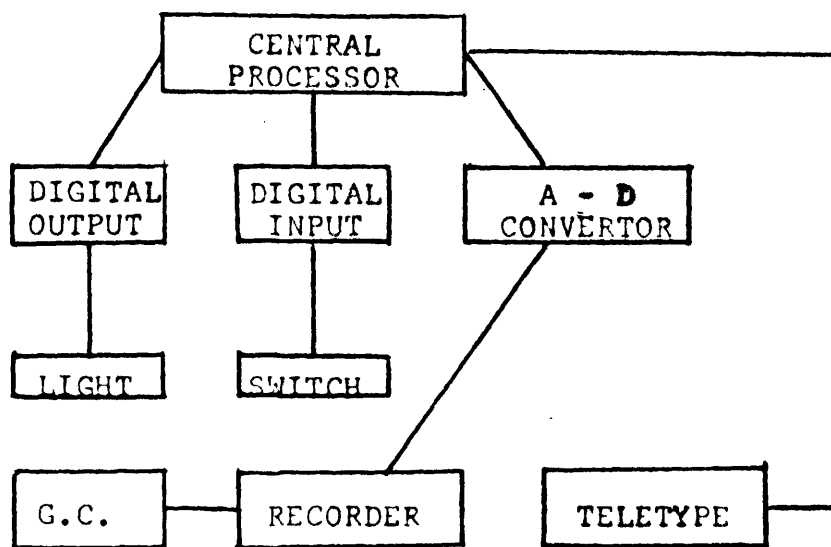 CENTRAL
PROCESSOR
DIGITAL
OUTPUT
DIGITAL
INPUT
A - D
CONVERTOR
LIGHT
SWITCH
G.C.
RECORDER
TELETYPE